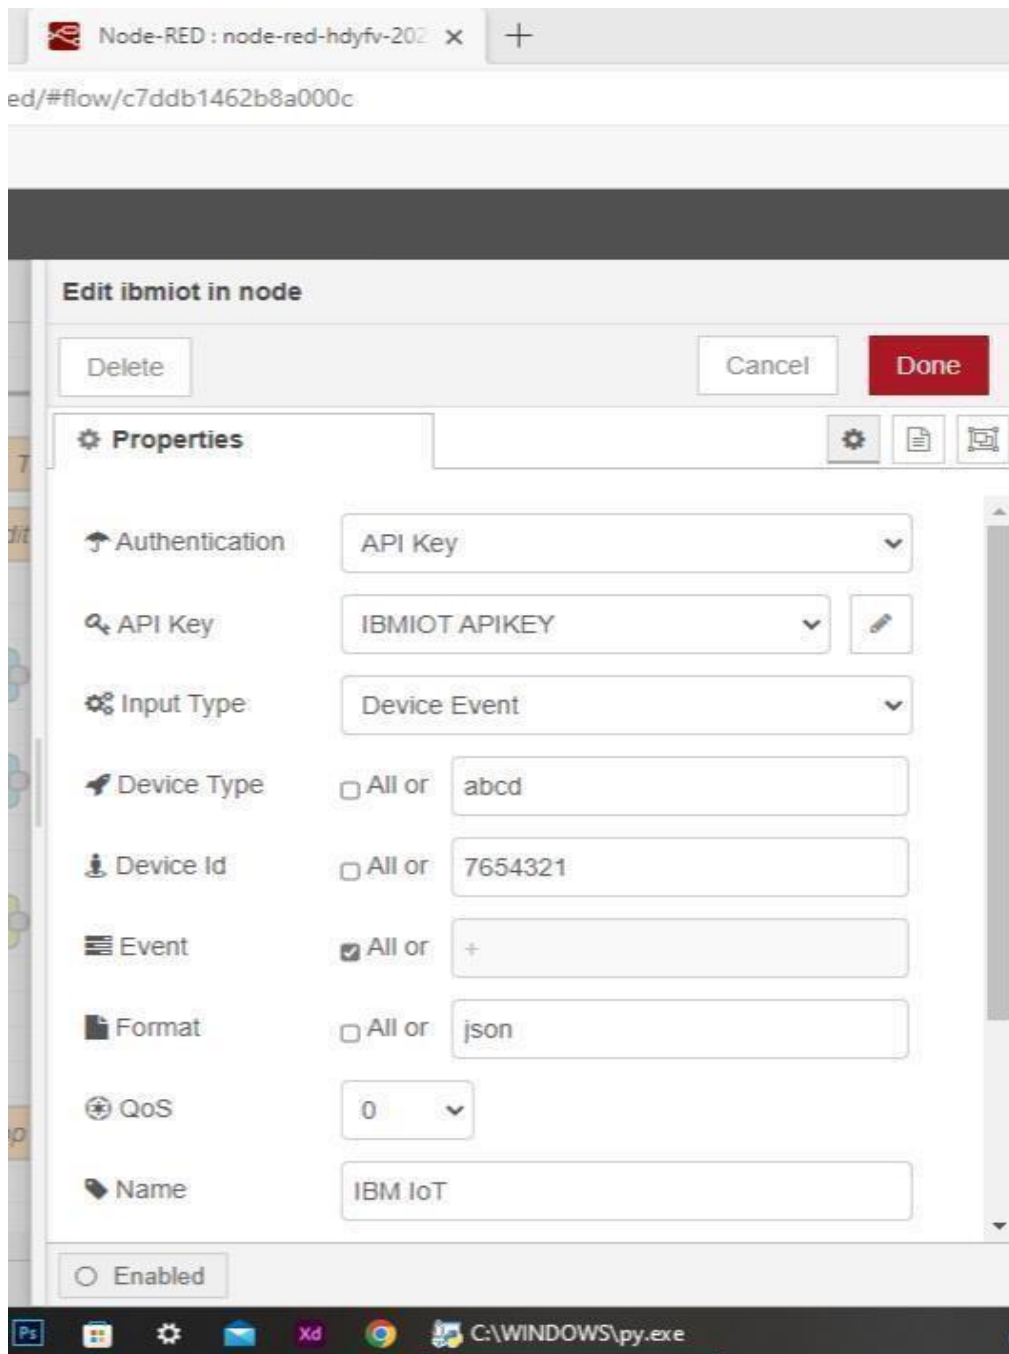 Node-RED : node-red-hdyfv-202
ed/#flow/c7ddb1462b8a000c
Edit ibmiot in node
Delete Cancel Done
Properties
Authentication API Key
API Key IBMIOT APIKEY
Input Type Device Event
Device Type All or abcd
Device Id All or 7654321
Event All or +
Format All or json
QoS 0
Name IBM IoT
Enabled
Ps Xd C:\WINDOWS\py.exe